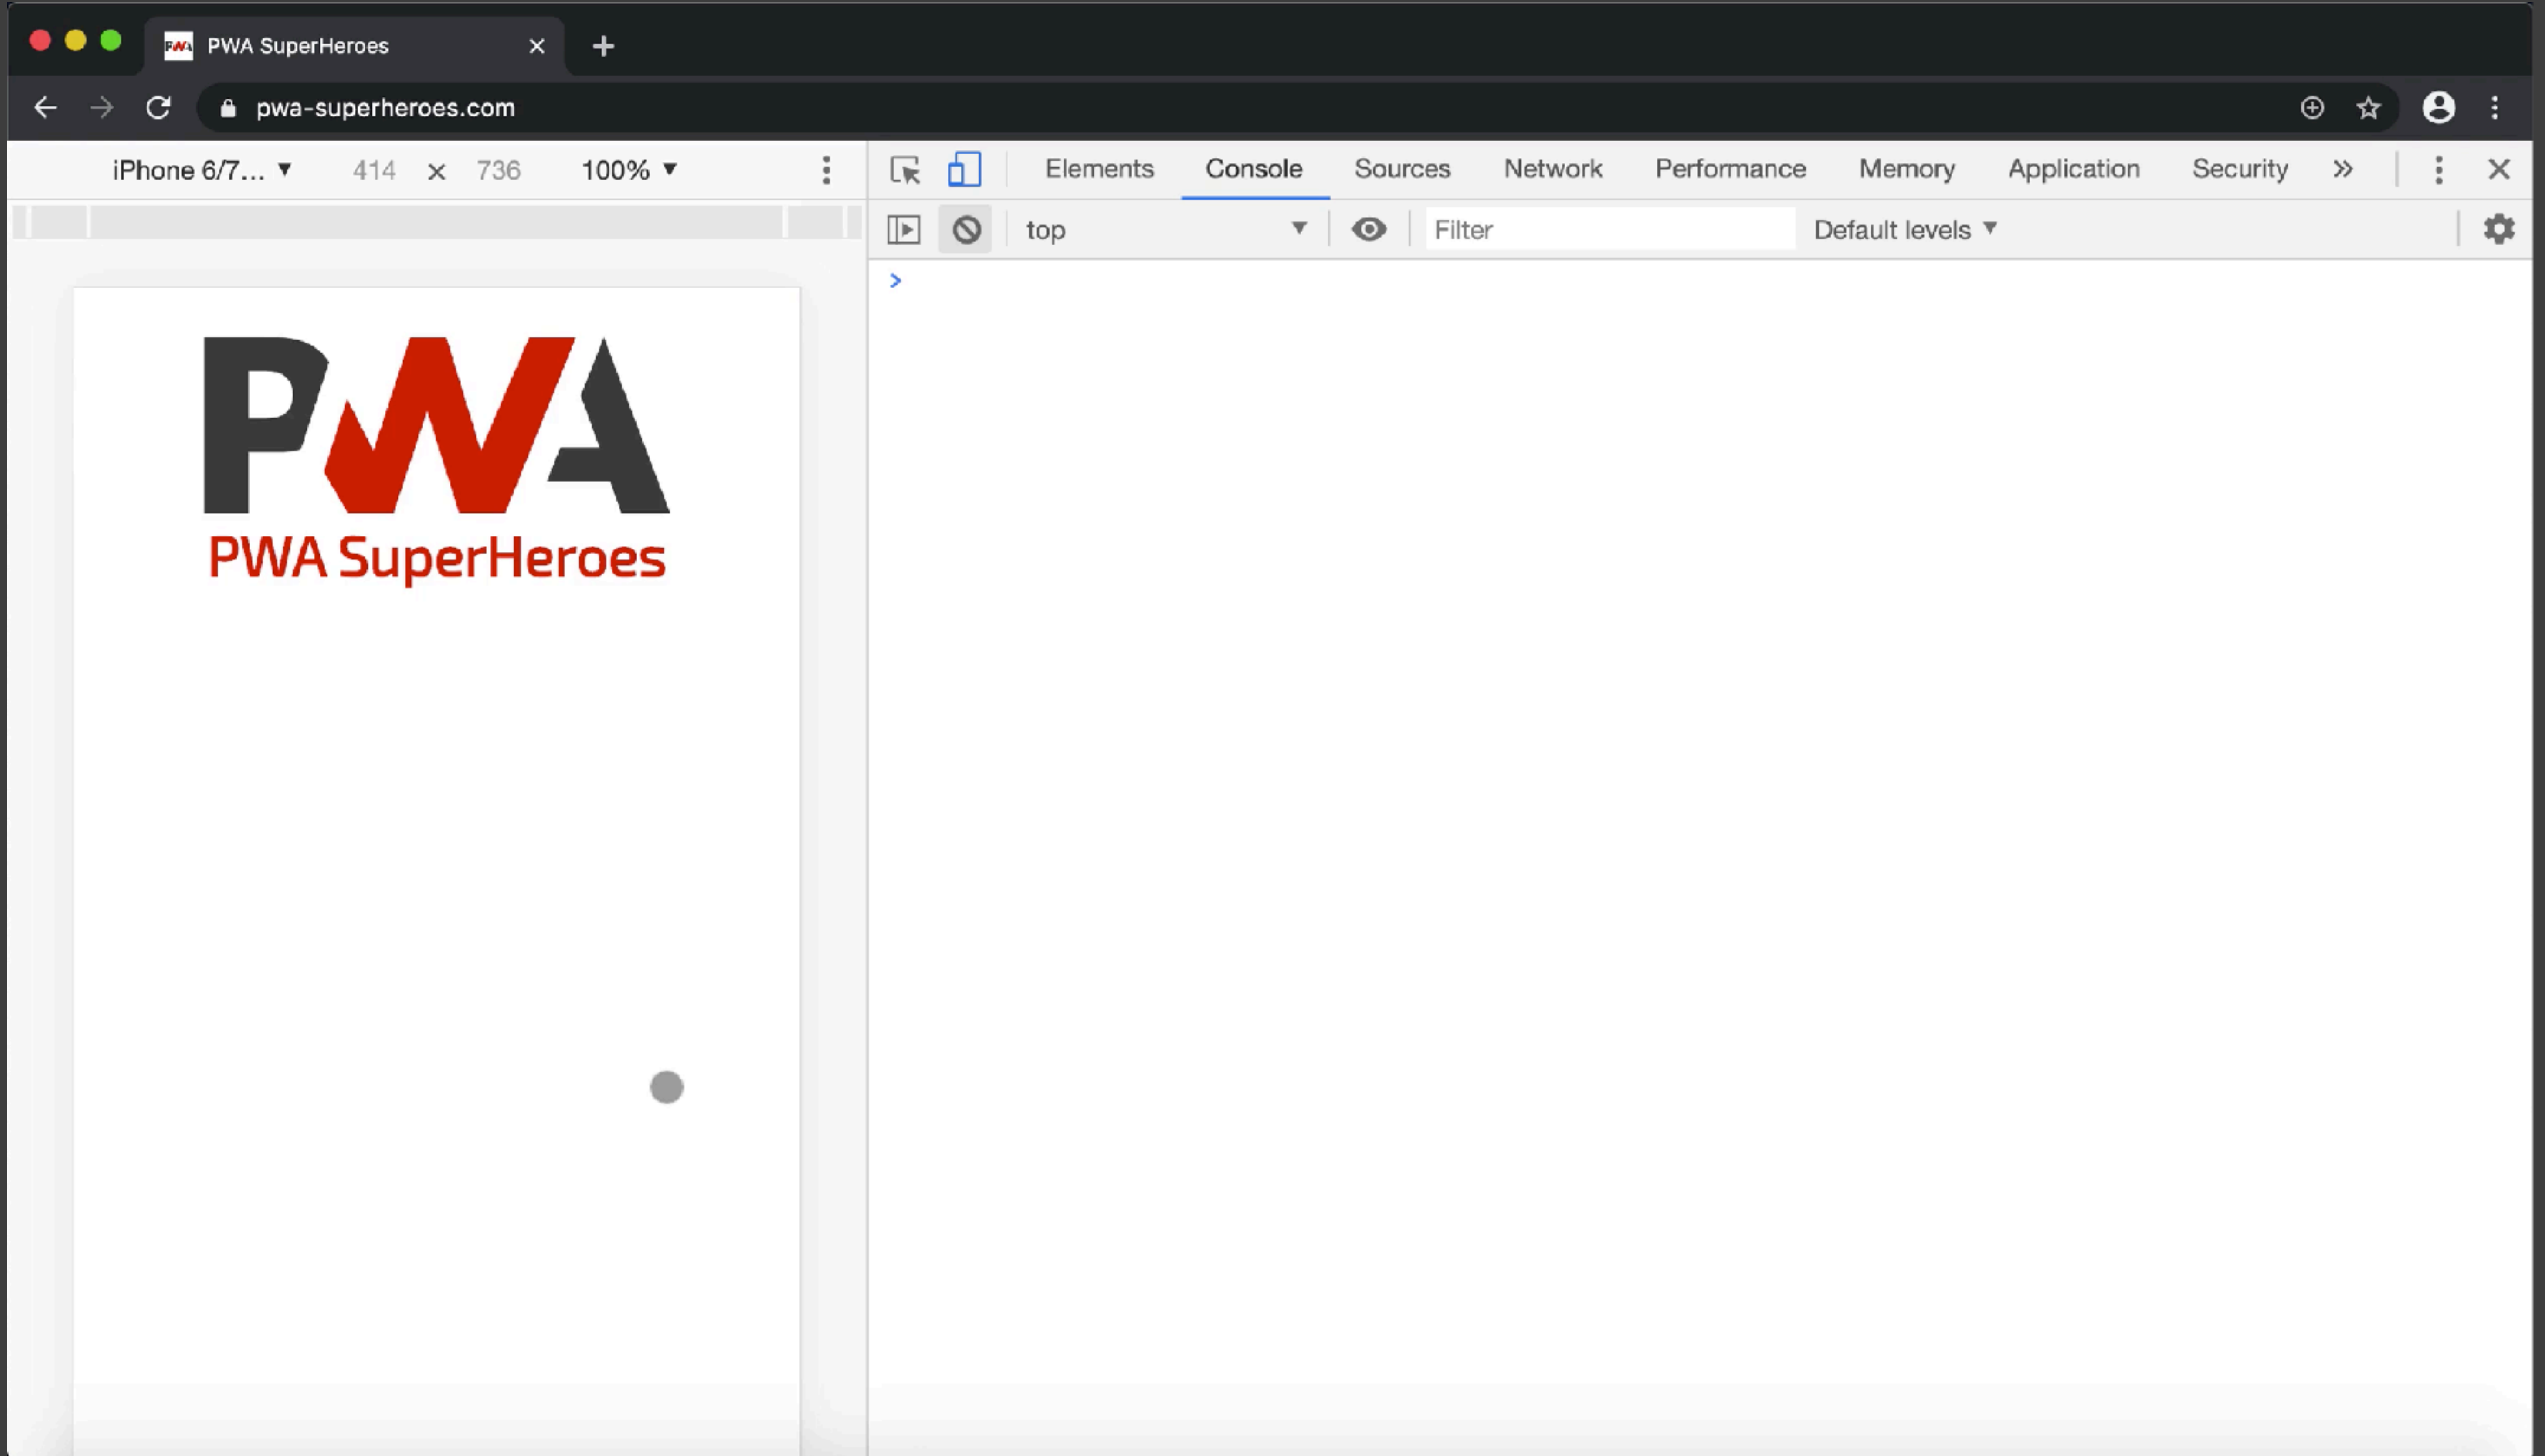 PWA PWA SuperHeroes
pwa-superheroes.com
iPhone 6/7... 414 × 736 100%
Elements Console Sources Network Performance Memory Application Security
top Filter Default levels
PWA
PWA SuperHeroes